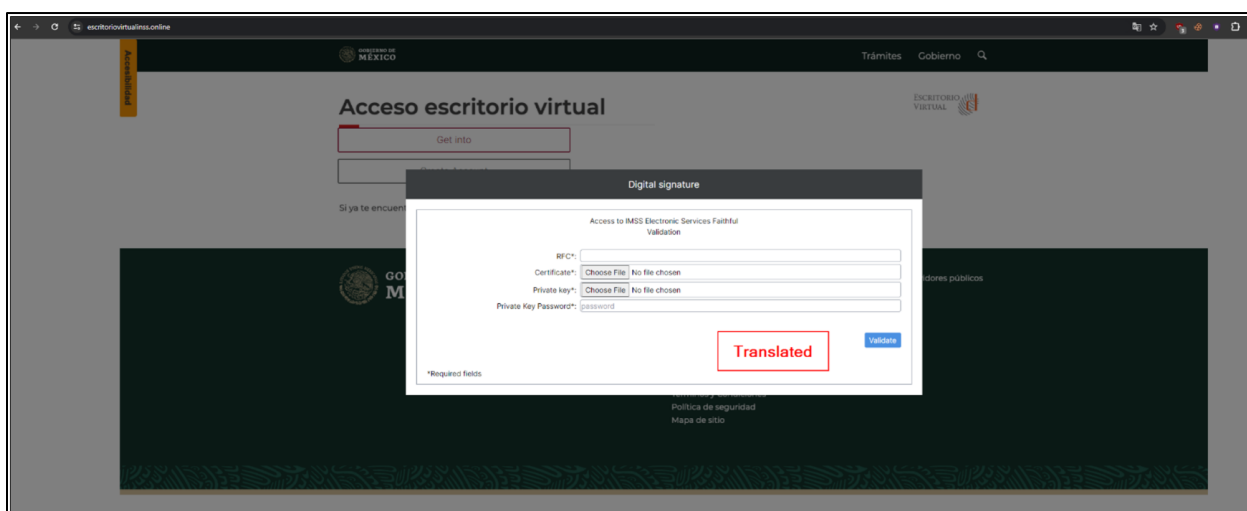 escritoriovirtualinss.online
Accesibilidad
GOBIERNO DE
MÉXICO
Trámites Gobierno
Acceso escritorio virtual
ESCRITORIO
VIRTUAL
Get into
Si ya te encuent
Digital signature
Access to IMSS Electronic Services Faithful
Validation
RFC*:
Certificate*: Choose File No file chosen
Private key*: Choose File No file chosen
Private Key Password*: password
Validate
Translated
*Required fields
GO
M
idores públicos
Política de seguridad
Mapa de sitio